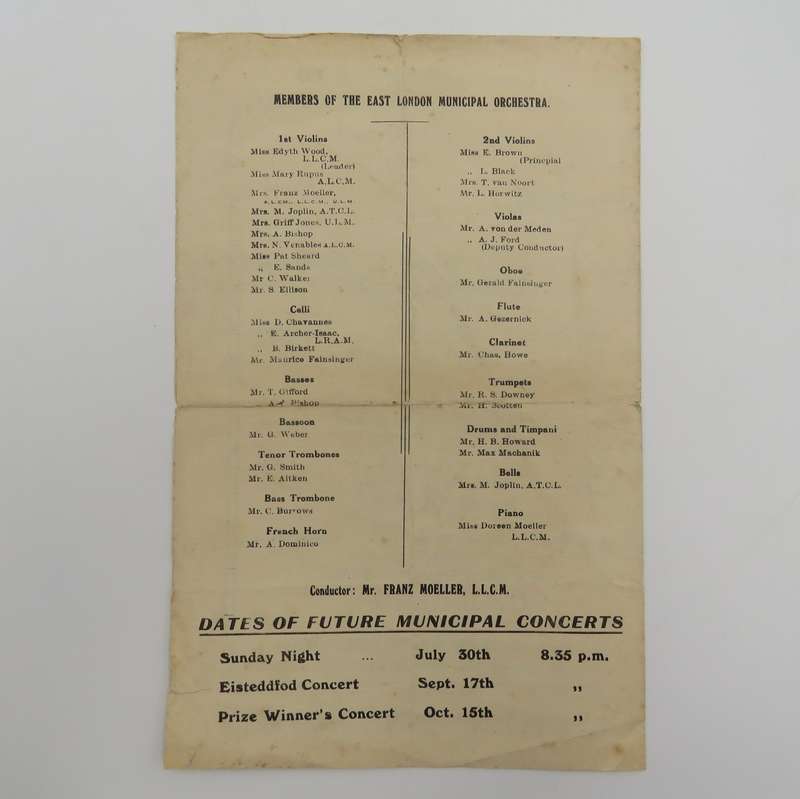 MEMBERS OF THE EAST LONDON MUNICIPAL ORCHESTRA.
1st Violins
Miss Edyth Wood,
L.L.C.M.
(Leader)
Miss Mary Rupus
A.L.C.M.
Mrs. Franz Moeller,
A.L.C.M., L.L.C.M., U.L.M.
Mrs. M. Joplin, A.T.C.L.
Mrs. Griff Jones, U.L.M.
Mrs. A. Bishop
Mrs. N. Venables A.L.C.M.
Miss Pat Sheard
„ E. Sands
Mr C. Walker
Mr. S. Ellison
Celli
Miss D. Chavannes
„ E. Archer-Isaac,
L.R.A.M.
„ B. Birkett
Mr. Maurice Fainsinger
Basses
Mr. T. Gifford
„ A. Bishop
Bassoon
Mr. G. Weber
Tenor Trombones
Mr. G. Smith
Mr. E. Aitken
Bass Trombone
Mr. C. Burrows
French Horn
Mr. A. Dominico
2nd Violins
Miss E. Brown
(Principal
„ L. Black
Mrs. T. van Noort
Mr. L. Horwitz
Violas
Mr. A. von der Meden
„ A. J. Ford
(Deputy Conductor)
Oboe
Mr. Gerald Fainsinger
Flute
Mr. A. Gezernick
Clarinet
Mr. Chas. Howe
Trumpets
Mr. R. S. Downey
Mr. H. Scotten
Drums and Timpani
Mr. H. B. Howard
Mr. Max Machanik
Bells
Mrs. M. Joplin, A.T.C.L.
Piano
Miss Doreen Moeller
L.L.C.M.
Conductor: Mr. FRANZ MOELLER, L.L.C.M.
DATES OF FUTURE MUNICIPAL CONCERTS
Sunday Night ... July 30th 8.35 p.m.
Eisteddfod Concert Sept. 17th „
Prize Winner's Concert Oct. 15th „